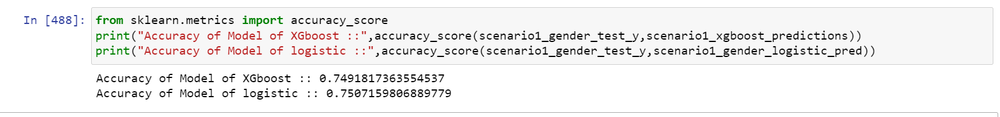 In [488]: from sklearn.metrics import accuracy_score
print("Accuracy of Model of XGboost ::",accuracy_score(scenario1_gender_test_y,scenario1_xgboost_predictions))
print("Accuracy of Model of logistic ::",accuracy_score(scenario1_gender_test_y,scenario1_gender_logistic_pred))
Accuracy of Model of XGboost :: 0.7491817363554537
Accuracy of Model of logistic :: 0.7507159806889779